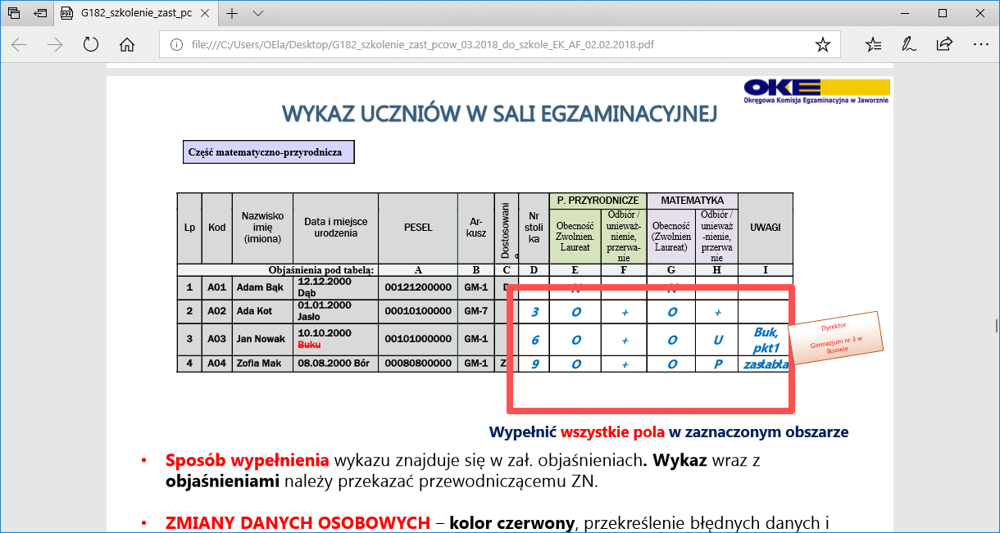 G182_szkolenie_zast_pc
file:///C:/Users/OEla/Desktop/G182_szkolenie_zast_pcow_03.2018_do_szkole_EK_AF_02.02.2018.pdf
OKE
Okręgowa Komisja Egzaminacyjna w Jaworznie
WYKAZ UCZNIÓW W SALI EGZAMINACYJNEJ
Część matematyczno-przyrodnicza
Lp Kod Nazwisko imię (imiona) Data i miejsce urodzenia PESEL Ar-kusz Dostosowani Nr stoli ka P. PRZYRODNICZE MATEMATYKA UWAGI
Obecność Zwolnien. Laureat Odbiór / unieważ-nienie, przerwa-nie Obecność (Zwolnien Laureat) Odbiór / unieważ -nienie, przerwa nie
Objaśnienia pod tabelą: A B C D E F G H I
1 A01 Adam Bąk 12.12.2000 Dąb 00121200000 GM-1 N N
2 A02 Ada Kot 01.01.2000 Jasło 00010100000 GM-7 3 O + O +
3 A03 Jan Nowak 10.10.2000 Buku 00101000000 GM-1 6 O + O U Buk, pkt1
4 A04 Zofia Mak 08.08.2000 Bór 00080800000 GM-1 Z 9 O + O P zasłabła
Dyrektor
Gimnazjum nr 3 w
Iksowie
Wypełnić wszystkie pola w zaznaczonym obszarze
• Sposób wypełnienia wykazu znajduje się w zał. objaśnieniach. Wykaz wraz z
objaśnieniami należy przekazać przewodniczącemu ZN.
• ZMIANY DANYCH OSOBOWYCH – kolor czerwony, przekreślenie błędnych danych i